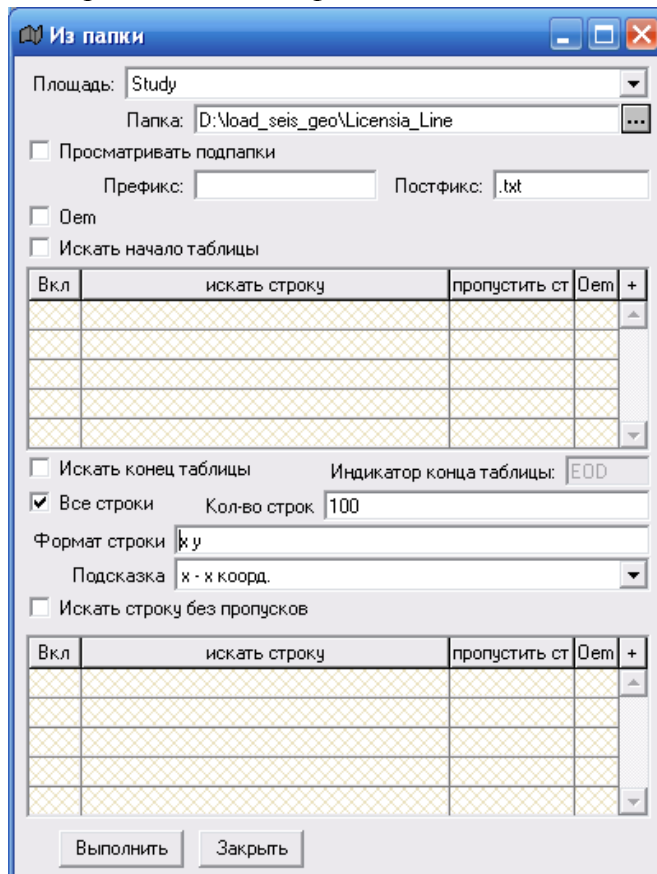 Из папки
Площадь: Study
Папка: D:\load_seis_geo\Licensia_Line ...
Просматривать подпапки
Префикс: Постфикс: .txt
Oem
Искать начало таблицы
Вкл искать строку пропустить ст Oem +
Искать конец таблицы Индикатор конца таблицы: EOD
Все строки Кол-во строк 100
Формат строки x y
Подсказка x - x коорд.
Искать строку без пропусков
Вкл искать строку пропустить ст Oem +
Выполнить Закрыть